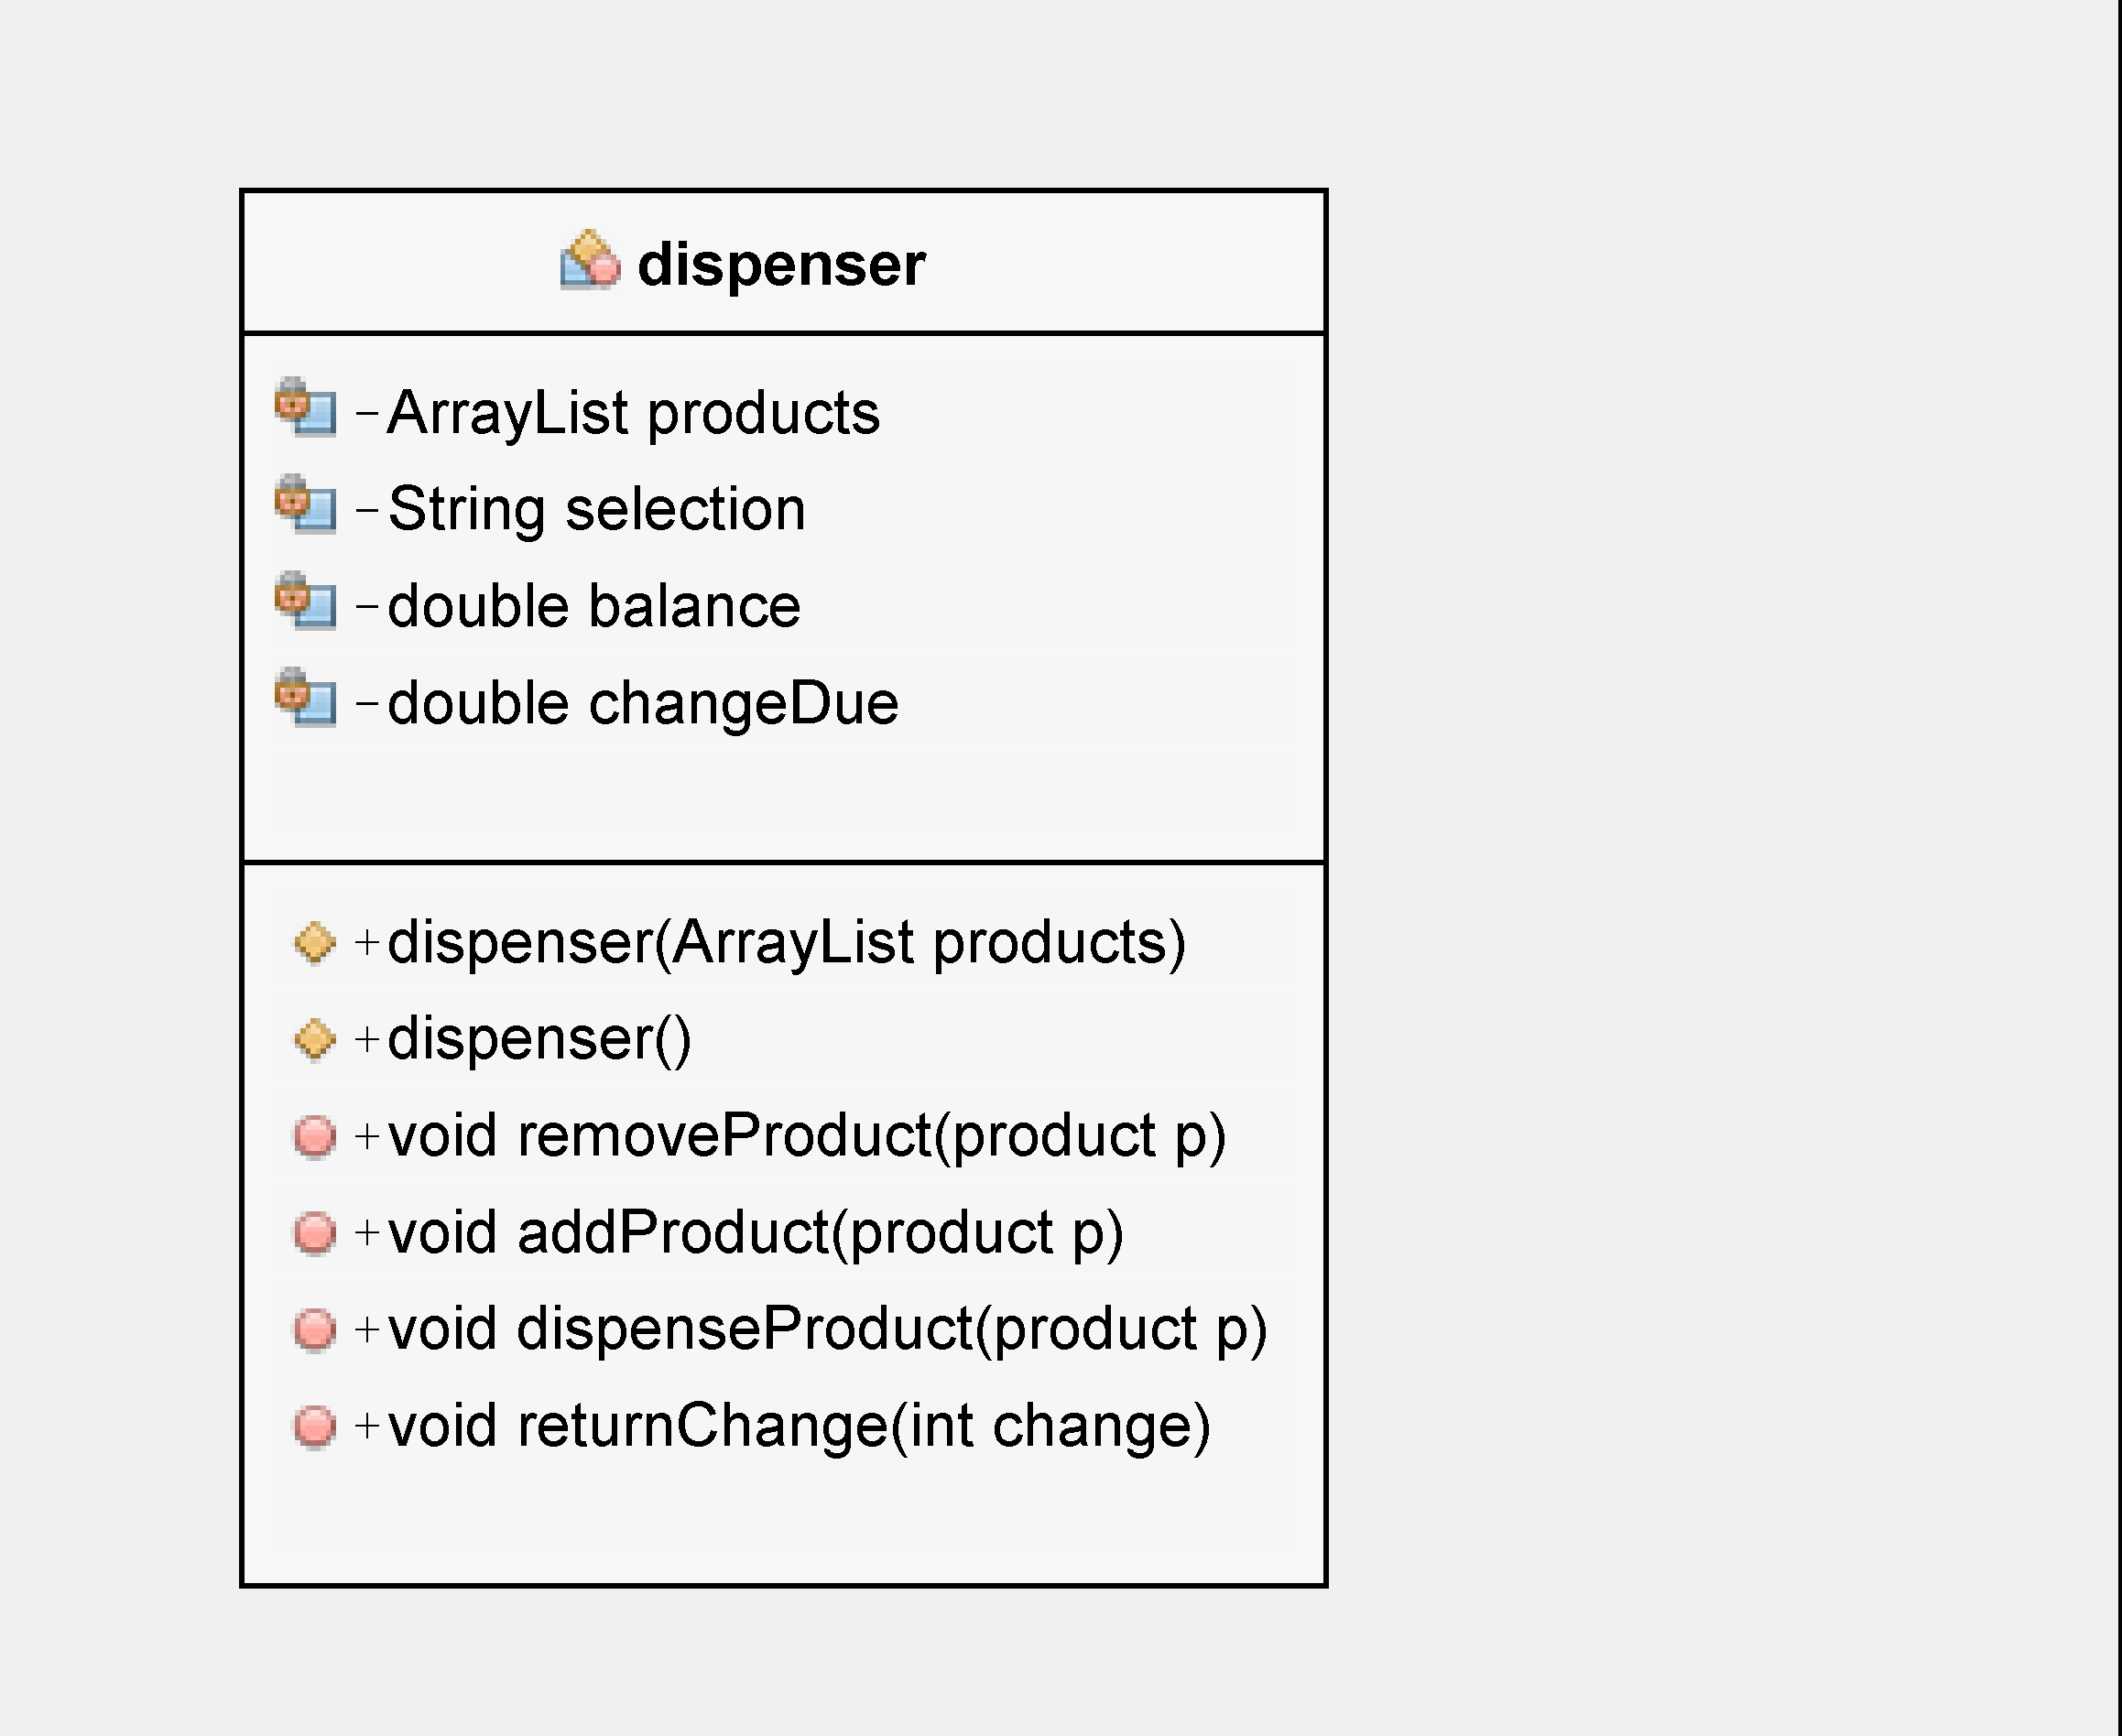 dispenser
-ArrayList products
-String selection
-double balance
-double changeDue
+dispenser(ArrayList products)
+dispenser()
+void removeProduct(product p)
+void addProduct(product p)
+void dispenseProduct(product p)
+void returnChange(int change)